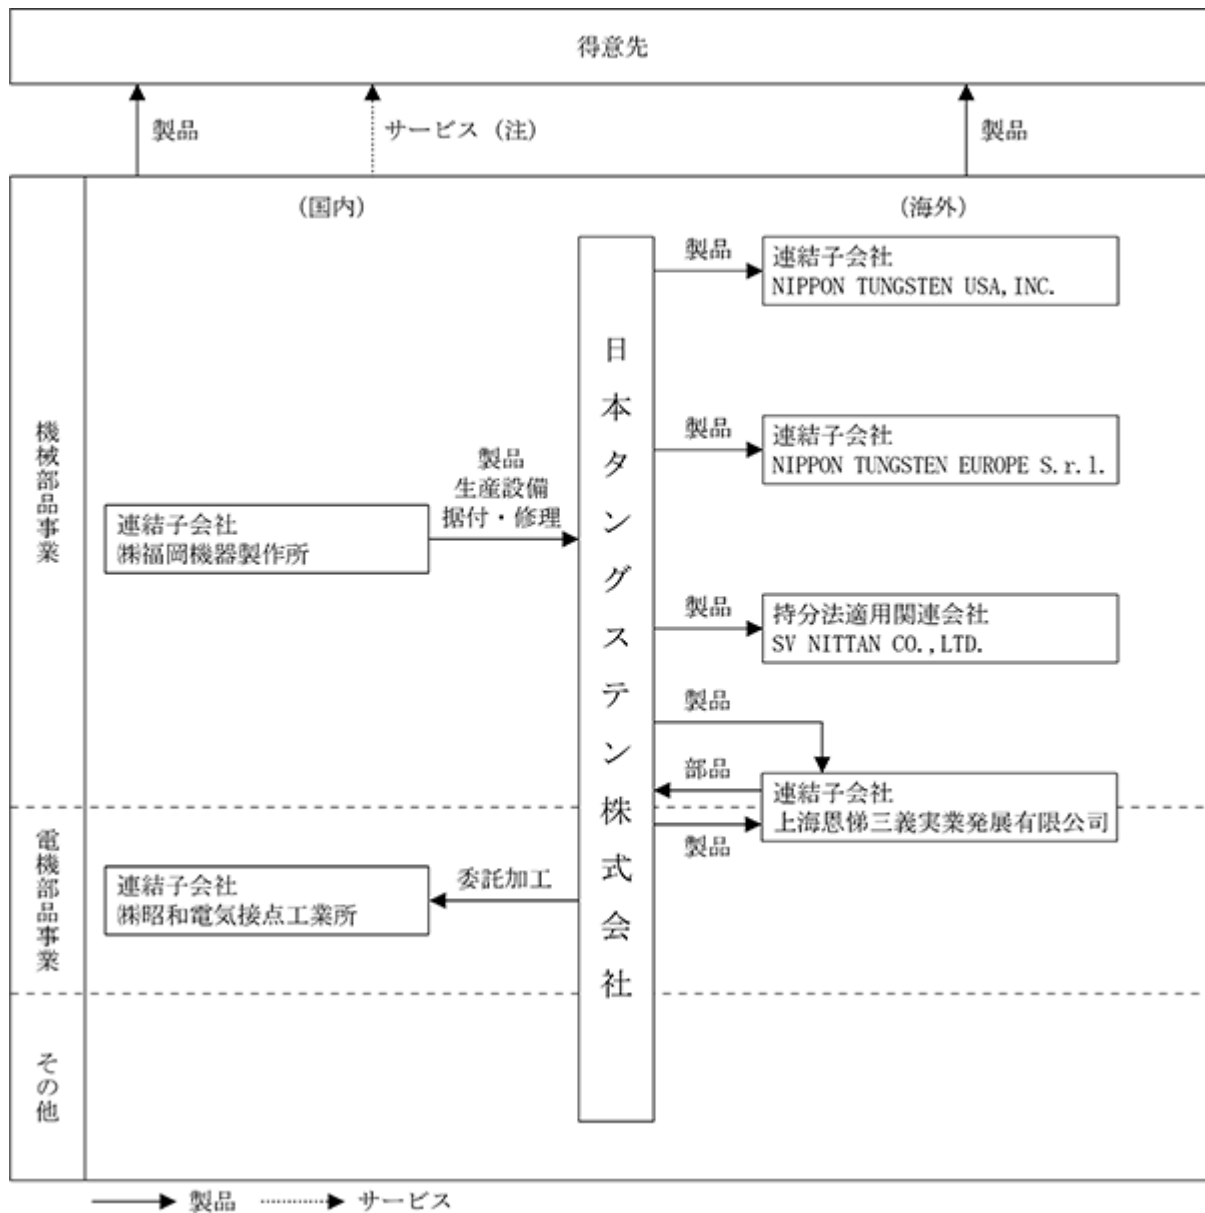 得意先
製品
サービス（注）
製品
（国内）
（海外）
機械部品事業
電機部品事業
その他
連結子会社
㈱福岡機器製作所
製品
生産設備
据付・修理
連結子会社
㈱昭和電気接点工業所
委託加工
日本タングステン株式会社
製品
連結子会社
NIPPON TUNGSTEN USA,INC.
製品
連結子会社
NIPPON TUNGSTEN EUROPE S.r.l.
製品
持分法適用関連会社
SV NITTAN CO.,LTD.
製品
部品
製品
連結子会社
上海恩悌三義実業発展有限公司
製品
サービス